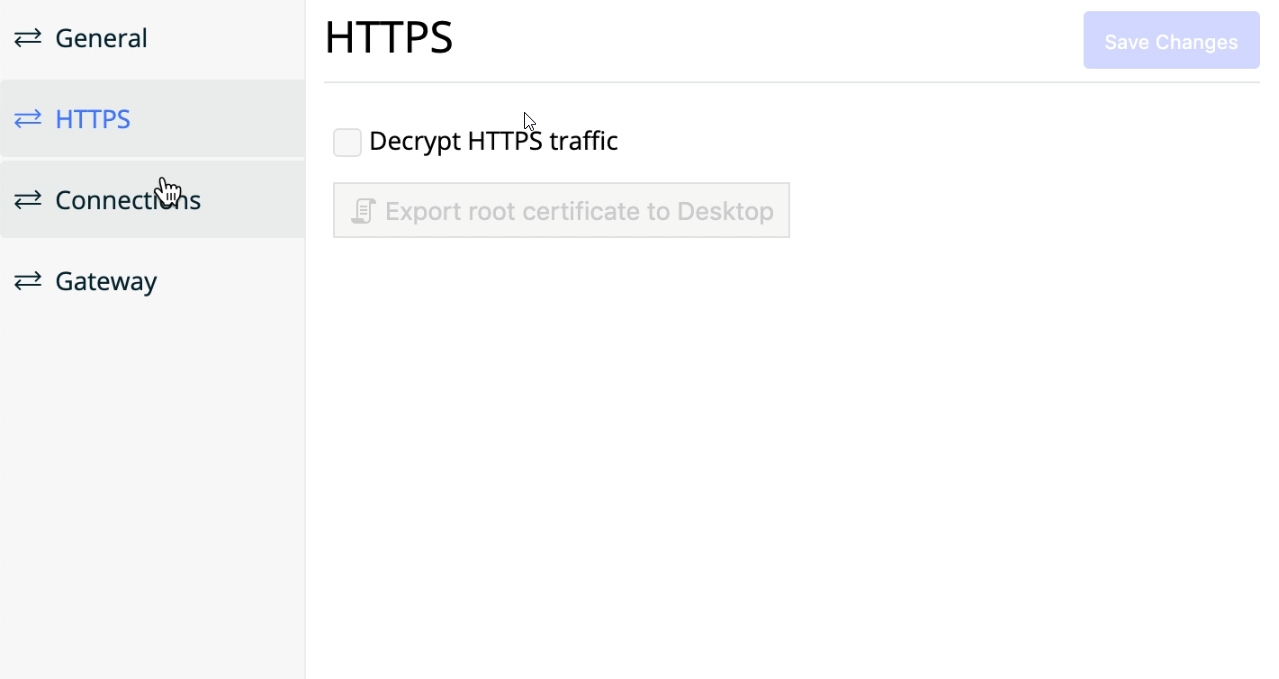 General
HTTPS
Connections
Gateway
HTTPS
Save Changes
Decrypt HTTPS traffic
Export root certificate to Desktop